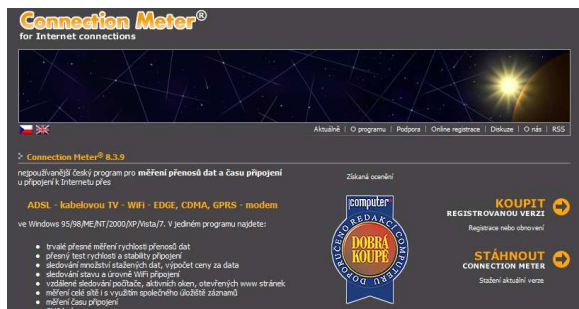 Connection Meter®
for Internet connections
Aktuálně | O programu | Podpora | Online registrace | Diskuze | O nás | RSS
Connection Meter® 8.3.9
nejpoužívanější český program pro měření přenosů dat a času připojení
u připojení k Internetu přes
ADSL - kabelovou TV - WiFi - EDGE, CDMA, GPRS - modem
ve Windows 95/98/ME/NT/2000/XP/Vista/7. V jediném programu najdete:
trvalé přesné měření rychlosti přenosů dat
přesný test rychlosti a stability připojení
sledování množství stažených dat, výpočet ceny za data
sledování stavu a úrovně WiFi připojení
vzdálené sledování počítače, aktivních oken, otevřených www stránek
měření celé sítě i s využitím společného úložiště záznamů
měření času připojení
Získaná ocenění
computer
DOBRÁ
KOUPĚ
DOPORUČENO REDAKCÍ COMPUTERU
KOUPIT
REGISTROVANOU VERZI
Registrace nebo obnovení
STÁHNOUT
CONNECTION METER
Stažení aktuální verze